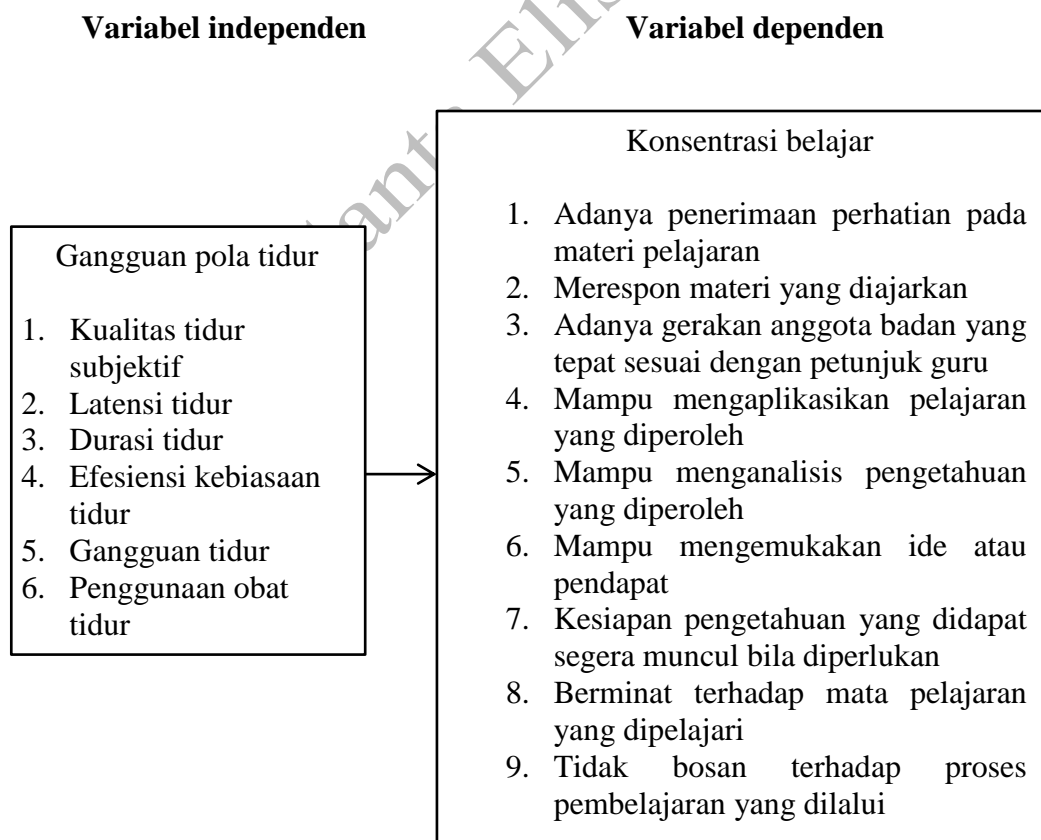 Variabel independen
Variabel dependen
Gangguan pola tidur
1. Kualitas tidur
subjektif
2. Latensi tidur
3. Durasi tidur
4. Efesiensi kebiasaan
tidur
5. Gangguan tidur
6. Penggunaan obat
tidur
Konsentrasi belajar
1. Adanya penerimaan perhatian pada
materi pelajaran
2. Merespon materi yang diajarkan
3. Adanya gerakan anggota badan yang
tepat sesuai dengan petunjuk guru
4. Mampu mengaplikasikan pelajaran
yang diperoleh
5. Mampu menganalisis pengetahuan
yang diperoleh
6. Mampu mengemukakan ide atau
pendapat
7. Kesiapan pengetahuan yang didapat
segera muncul bila diperlukan
8. Berminat terhadap mata pelajaran
yang dipelajari
9. Tidak bosan terhadap proses
pembelajaran yang dilalui